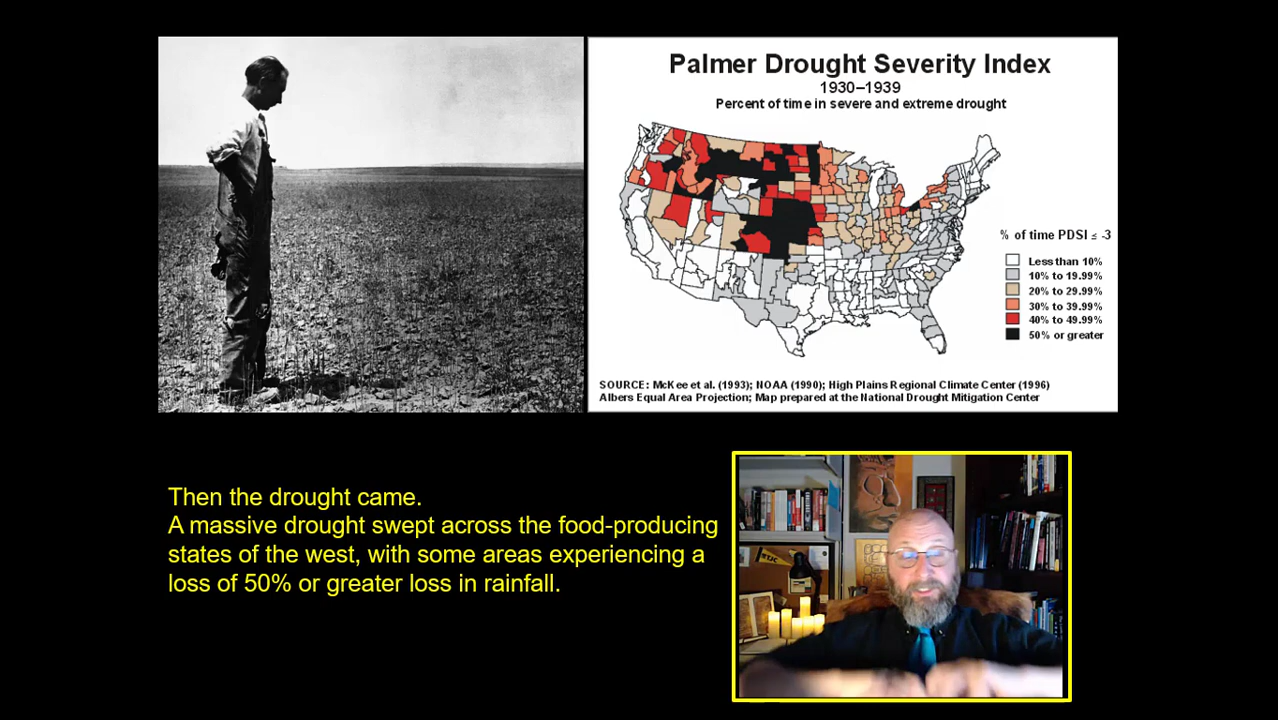 Palmer Drought Severity Index
1930–1939
Percent of time in severe and extreme drought
% of time PDSI ≤ -3
Less than 10%
10% to 19.99%
20% to 29.99%
30% to 39.99%
40% to 49.99%
50% or greater
SOURCE: McKee et al. (1993); NOAA (1990); High Plains Regional Climate Center (1996)
Albers Equal Area Projection; Map prepared at the National Drought Mitigation Center
Then the drought came.
A massive drought swept across the food-producing
states of the west, with some areas experiencing a
loss of 50% or greater loss in rainfall.